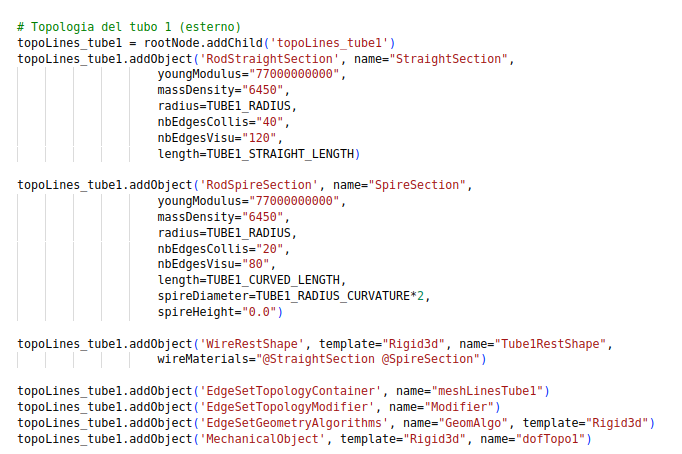 # Topologia del tubo 1 (esterno)
topoLines_tube1 = rootNode.addChild('topoLines_tube1')
topoLines_tube1.addObject('RodStraightSection', name="StraightSection",
youngModulus="77000000000",
massDensity="6450",
radius=TUBE1_RADIUS,
nbEdgesCollis="40",
nbEdgesVisu="120",
length=TUBE1_STRAIGHT_LENGTH)
topoLines_tube1.addObject('RodSpireSection', name="SpireSection",
youngModulus="77000000000",
massDensity="6450",
radius=TUBE1_RADIUS,
nbEdgesCollis="20",
nbEdgesVisu="80",
length=TUBE1_CURVED_LENGTH,
spireDiameter=TUBE1_RADIUS_CURVATURE*2,
spireHeight="0.0")
topoLines_tube1.addObject('WireRestShape', template="Rigid3d", name="Tube1RestShape",
wireMaterials="@StraightSection @SpireSection")
topoLines_tube1.addObject('EdgeSetTopologyContainer', name="meshLinesTube1")
topoLines_tube1.addObject('EdgeSetTopologyModifier', name="Modifier")
topoLines_tube1.addObject('EdgeSetGeometryAlgorithms', name="GeomAlgo", template="Rigid3d")
topoLines_tube1.addObject('MechanicalObject', template="Rigid3d", name="dofTopo1")